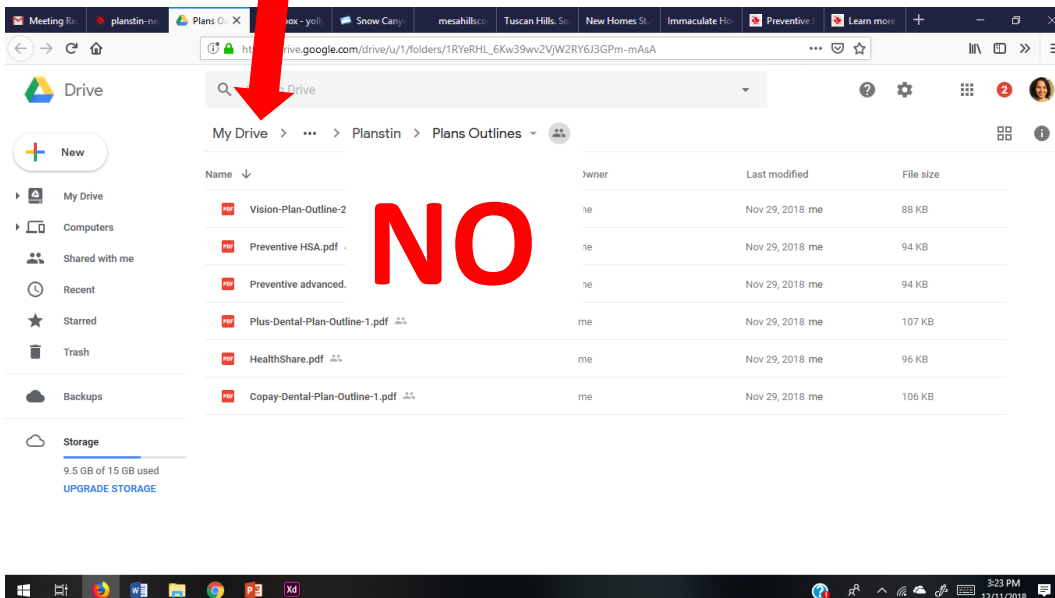 Meeting Re
planstin-ne
Plans Ou
box - yoll
Snow Cany
mesahillsco
Tuscan Hills. So
New Homes St.
Immaculate Ho
Preventive
Learn more
rive.google.com/drive/u/1/folders/1RYeRHL_6Kw39wv2VjW2RY6J3GPm-mAsA
Drive
Drive
2
My Drive > ••• > Planstin > Plans Outlines
New
Name
Owner
Last modified
File size
My Drive
Computers
Shared with me
Recent
Starred
Trash
Backups
Storage
9.5 GB of 15 GB used
UPGRADE STORAGE
PDF Vision-Plan-Outline-2 me Nov 29, 2018 me 88 KB
PDF Preventive HSA.pdf me Nov 29, 2018 me 94 KB
PDF Preventive advanced. me Nov 29, 2018 me 94 KB
PDF Plus-Dental-Plan-Outline-1.pdf me Nov 29, 2018 me 107 KB
PDF HealthShare.pdf me Nov 29, 2018 me 96 KB
PDF Copay-Dental-Plan-Outline-1.pdf me Nov 29, 2018 me 106 KB
NO
Xd
3:23 PM
12/11/2018